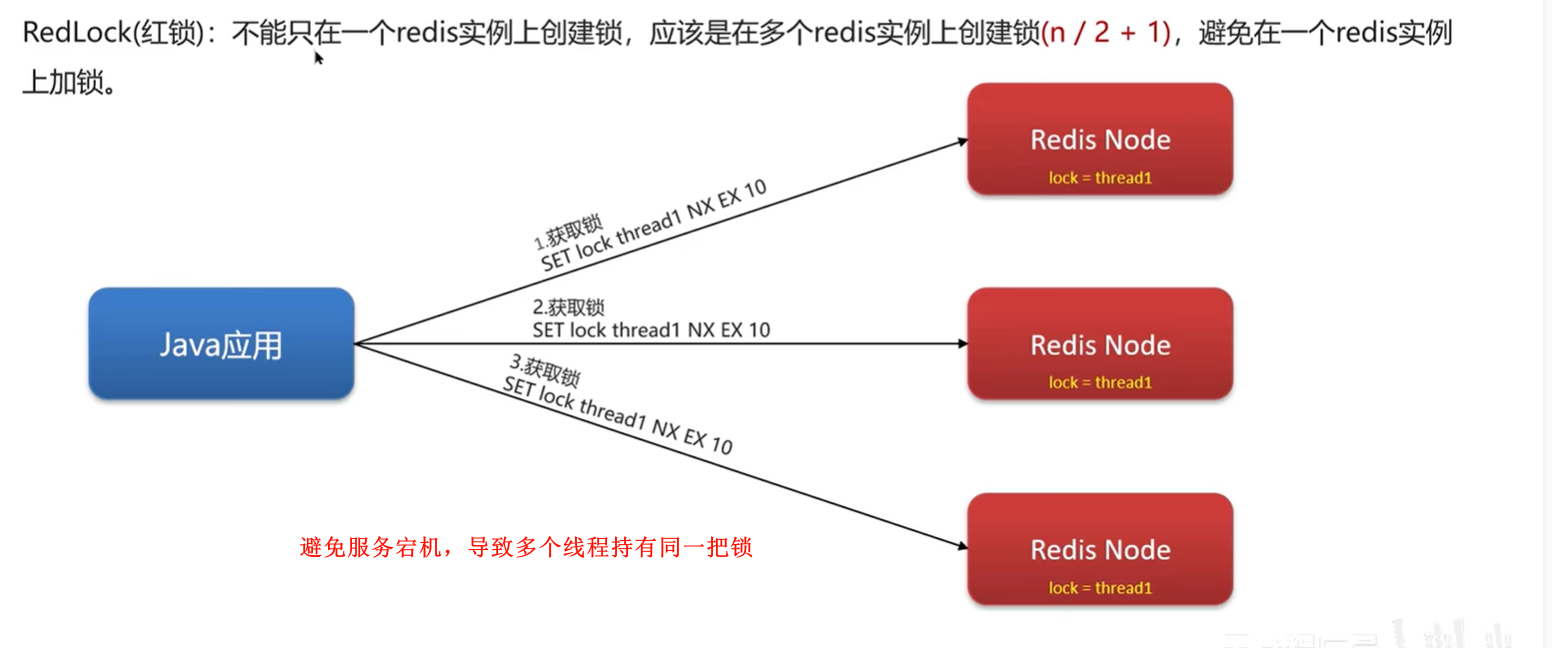 RedLock(红锁)：不能只在一个redis实例上创建锁，应该是在多个redis实例上创建锁(n / 2 + 1)，避免在一个redis实例
上加锁。
Redis Node
lock = thread1
1.获取锁
SET lock thread1 NX EX 10
Java应用
2.获取锁
SET lock thread1 NX EX 10
Redis Node
lock = thread1
3.获取锁
SET lock thread1 NX EX 10
避免服务宕机，导致多个线程持有同一把锁
Redis Node
lock = thread1